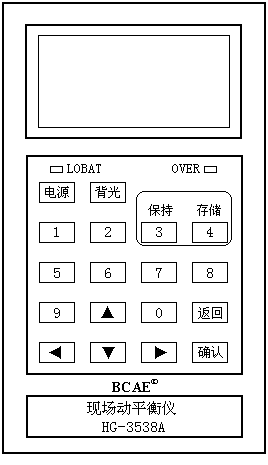 LOBAT OVER
电源 背光
保持 存储
1 2 3 4
5 6 7 8
9 ▲ 0 返回
◀ ▼ ▶ 确认
BCAE®
现场动平衡仪
HG-3538A